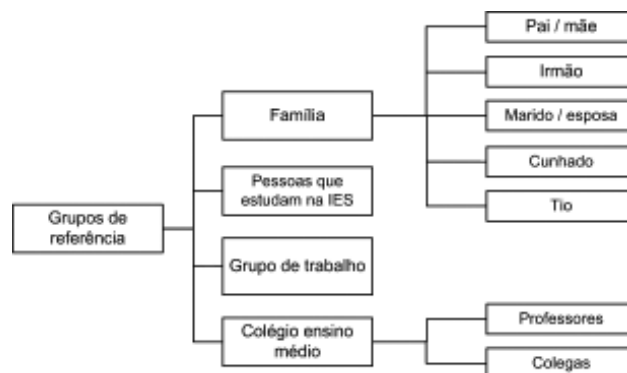 Grupos de
referência
Família
Pessoas que
estudam na IES
Grupo de trabalho
Colégio ensino
médio
Pai / mãe
Irmão
Marido / esposa
Cunhado
Tio
Professores
Colegas